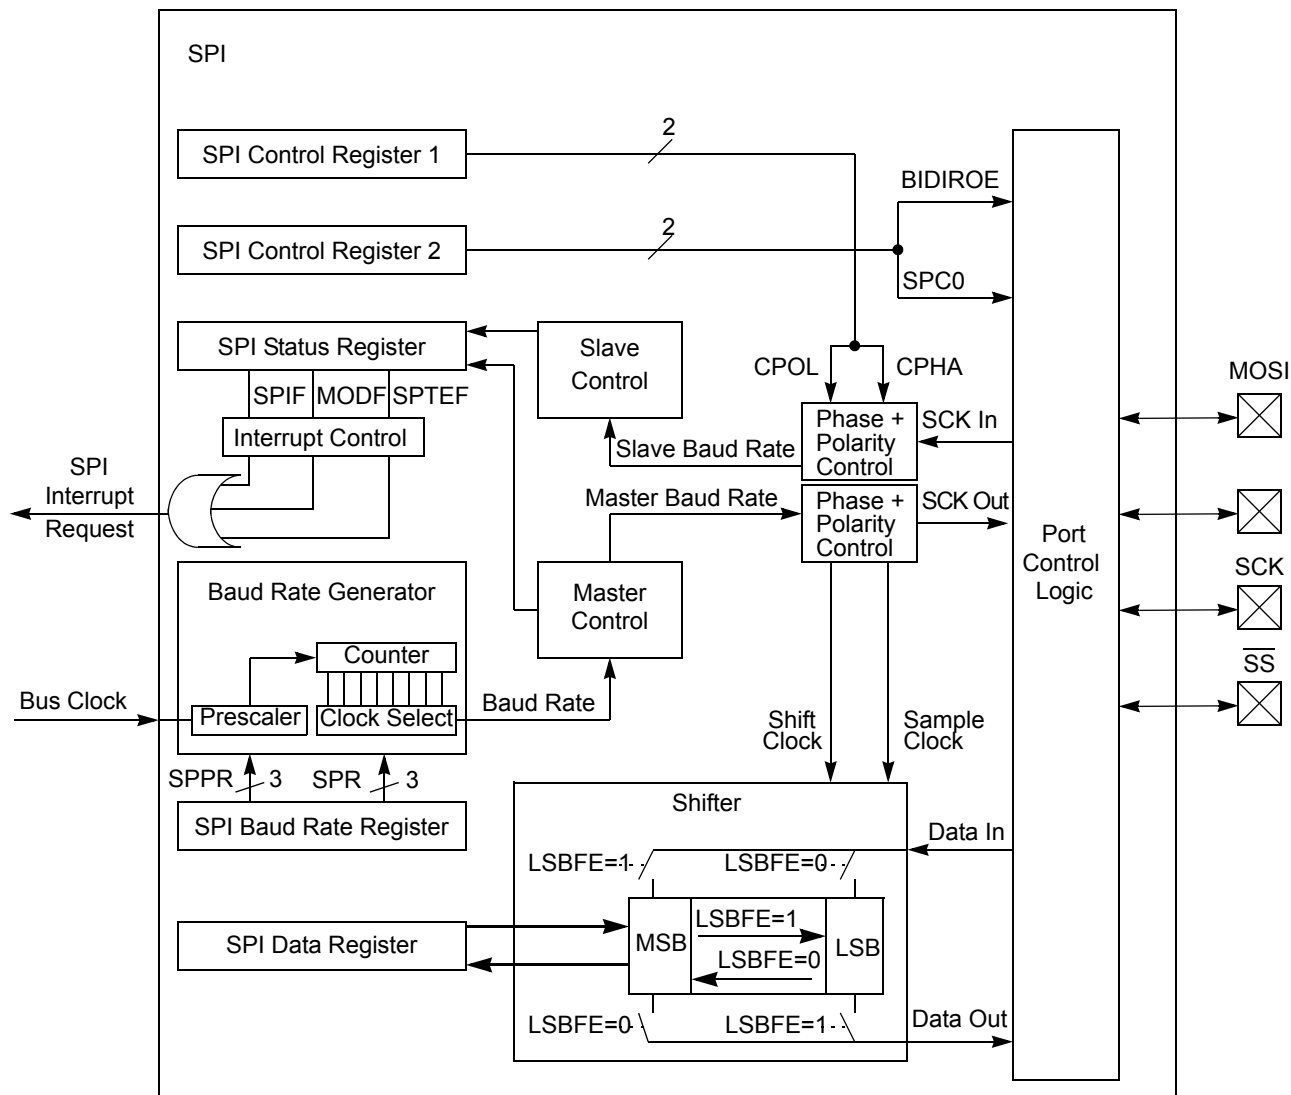 SPI
SPI Control Register 1
2
BIDIROE
SPI Control Register 2
2
SPC0
SPI Status Register
Slave
Control
CPOL
CPHA
MOSI
SPIF
MODF
SPTEF
Interrupt Control
Phase +
Polarity
Control
SCK In
Slave Baud Rate
SPI
Interrupt
Request
Master Baud Rate
Phase +
Polarity
Control
SCK Out
Port
Control
Logic
SCK
Baud Rate Generator
Master
Control
Counter
SS
Bus Clock
Prescaler
Clock Select
Baud Rate
Shift
Clock
Sample
Clock
SPPR
3
SPR
3
SPI Baud Rate Register
Shifter
Data In
LSBFE=1
LSBFE=0
SPI Data Register
MSB
LSBFE=1
LSBFE=0
LSB
LSBFE=0
LSBFE=1
Data Out